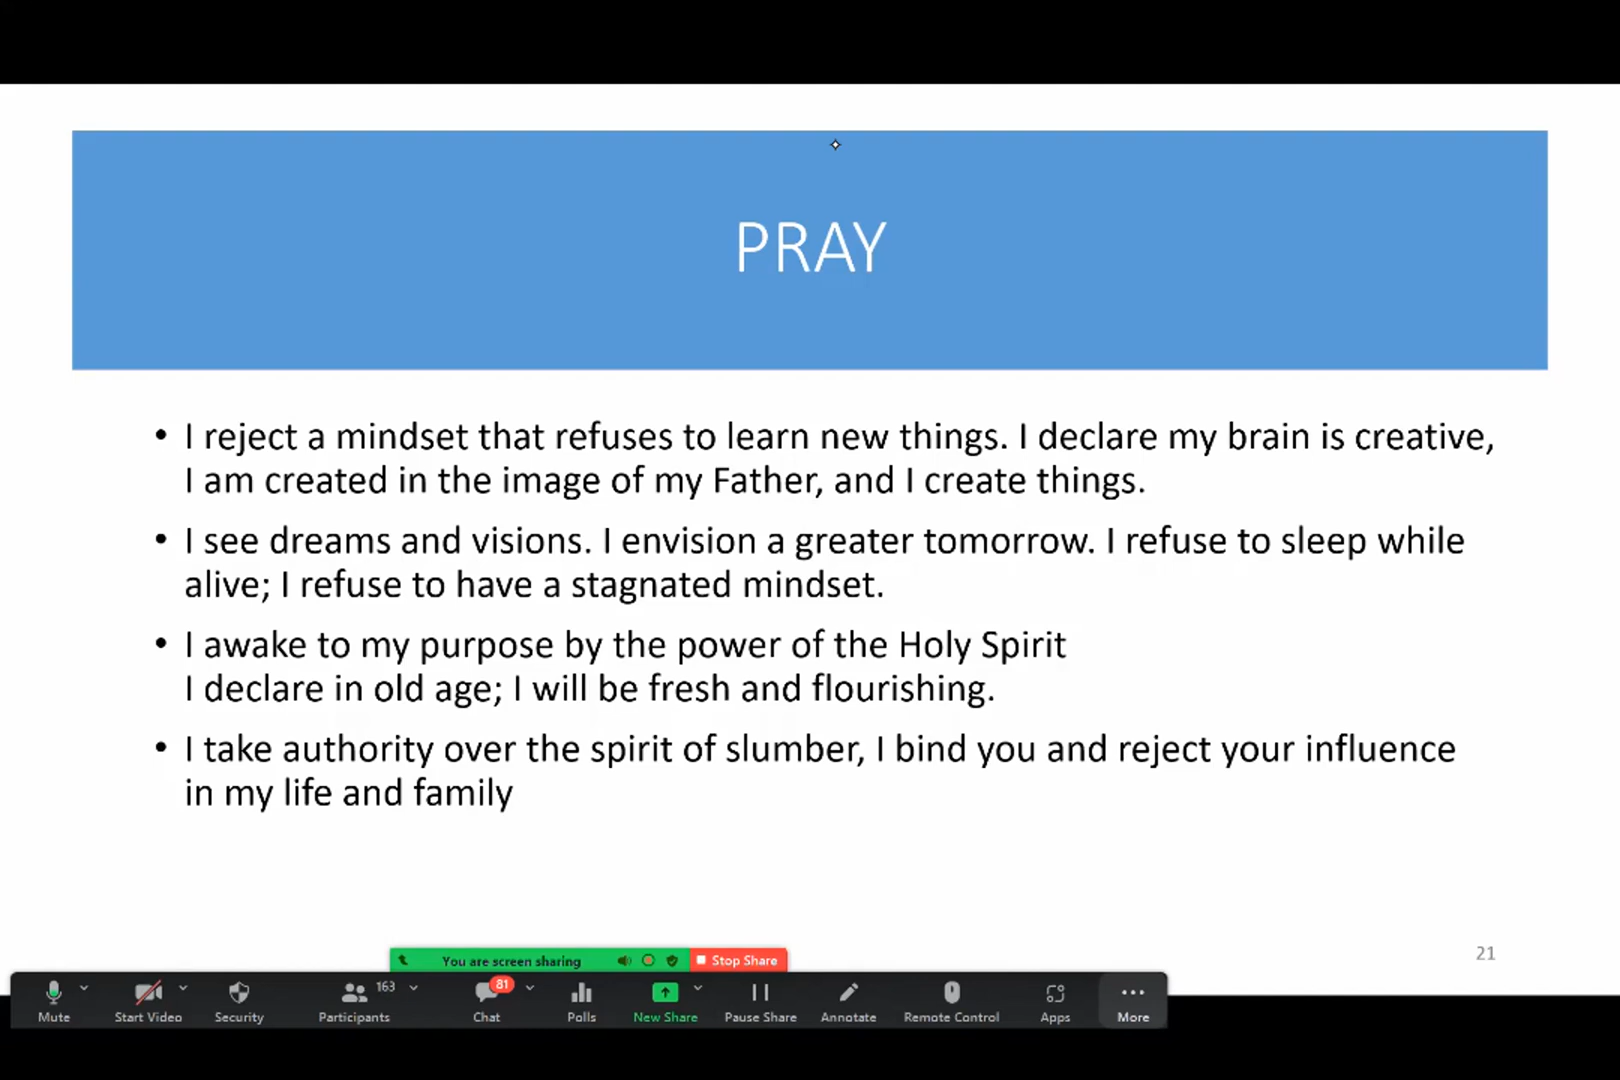 PRAY
• I reject a mindset that refuses to learn new things. I declare my brain is creative,
I am created in the image of my Father, and I create things.
• I see dreams and visions. I envision a greater tomorrow. I refuse to sleep while
alive; I refuse to have a stagnated mindset.
• I awake to my purpose by the power of the Holy Spirit
I declare in old age; I will be fresh and flourishing.
• I take authority over the spirit of slumber, I bind you and reject your influence
in my life and family
21
You are screen sharing Stop Share
163 81
Mute Start Video Security Participants Chat Polls New Share Pause Share Annotate Remote Control Apps More